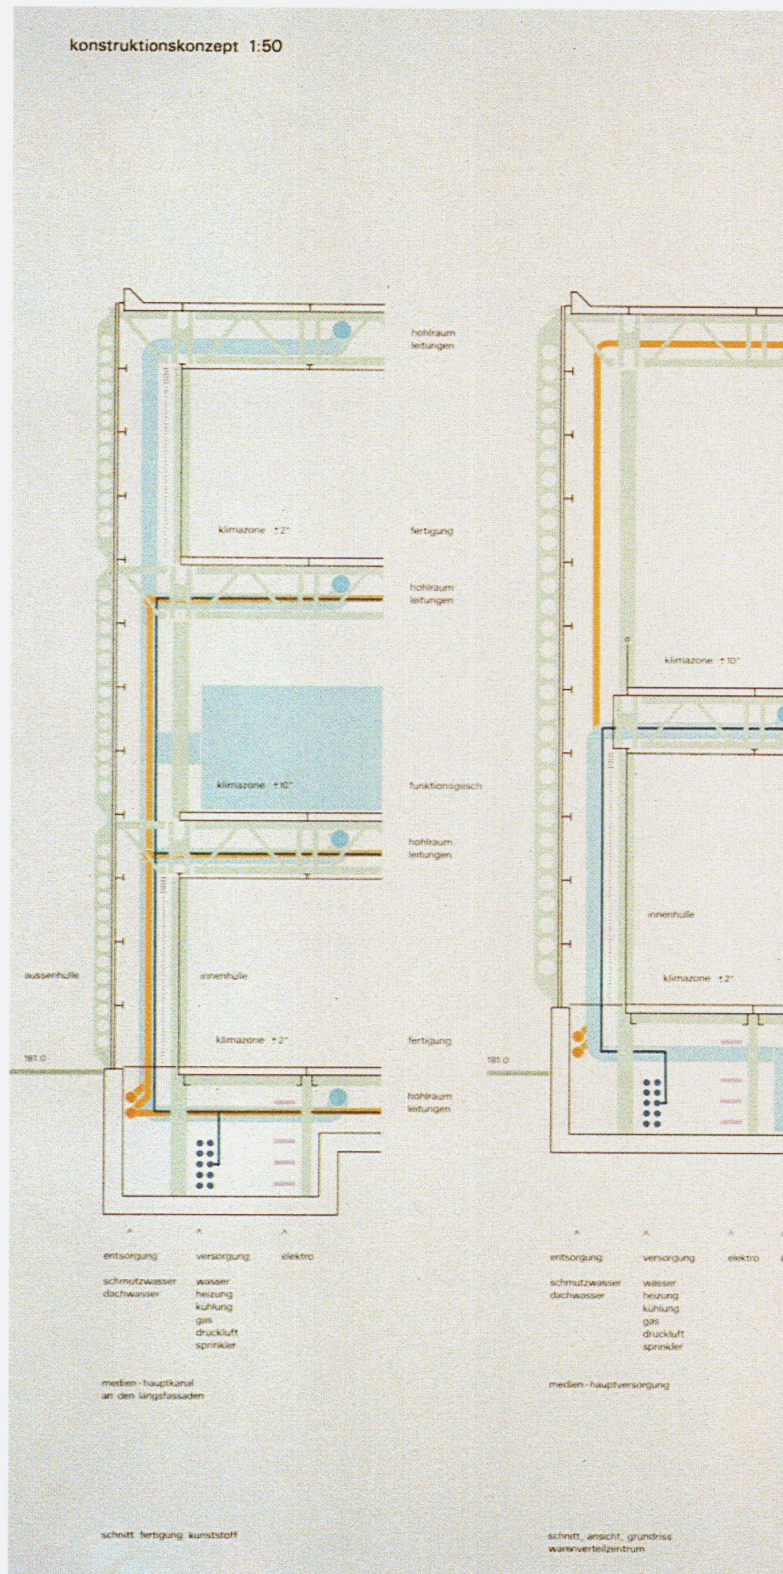 konstruktionskonzept 1:50
hohlraum
leitungen
klimazone ±2°
fertigung
hohlraum
leitungen
klimazone ±10°
funktionsgesch
hohlraum
leitungen
aussenhülle
innenhülle
klimazone ±2°
fertigung
181.0
hohlraum
leitungen
entsorgung
versorgung
elektro
schmutzwasser
dachwasser
wasser
heizung
kühlung
gas
druckluft
sprinkler
medien-hauptkanal
an den längsfassaden
schnitt fertigung kunststoff
klimazone ±10°
innenhülle
klimazone ±2°
181.0
entsorgung
versorgung
elektro
schmutzwasser
dachwasser
wasser
heizung
kühlung
gas
druckluft
sprinkler
medien-hauptversorgung
schnitt, ansicht, grundriss
warenverteilzentrum